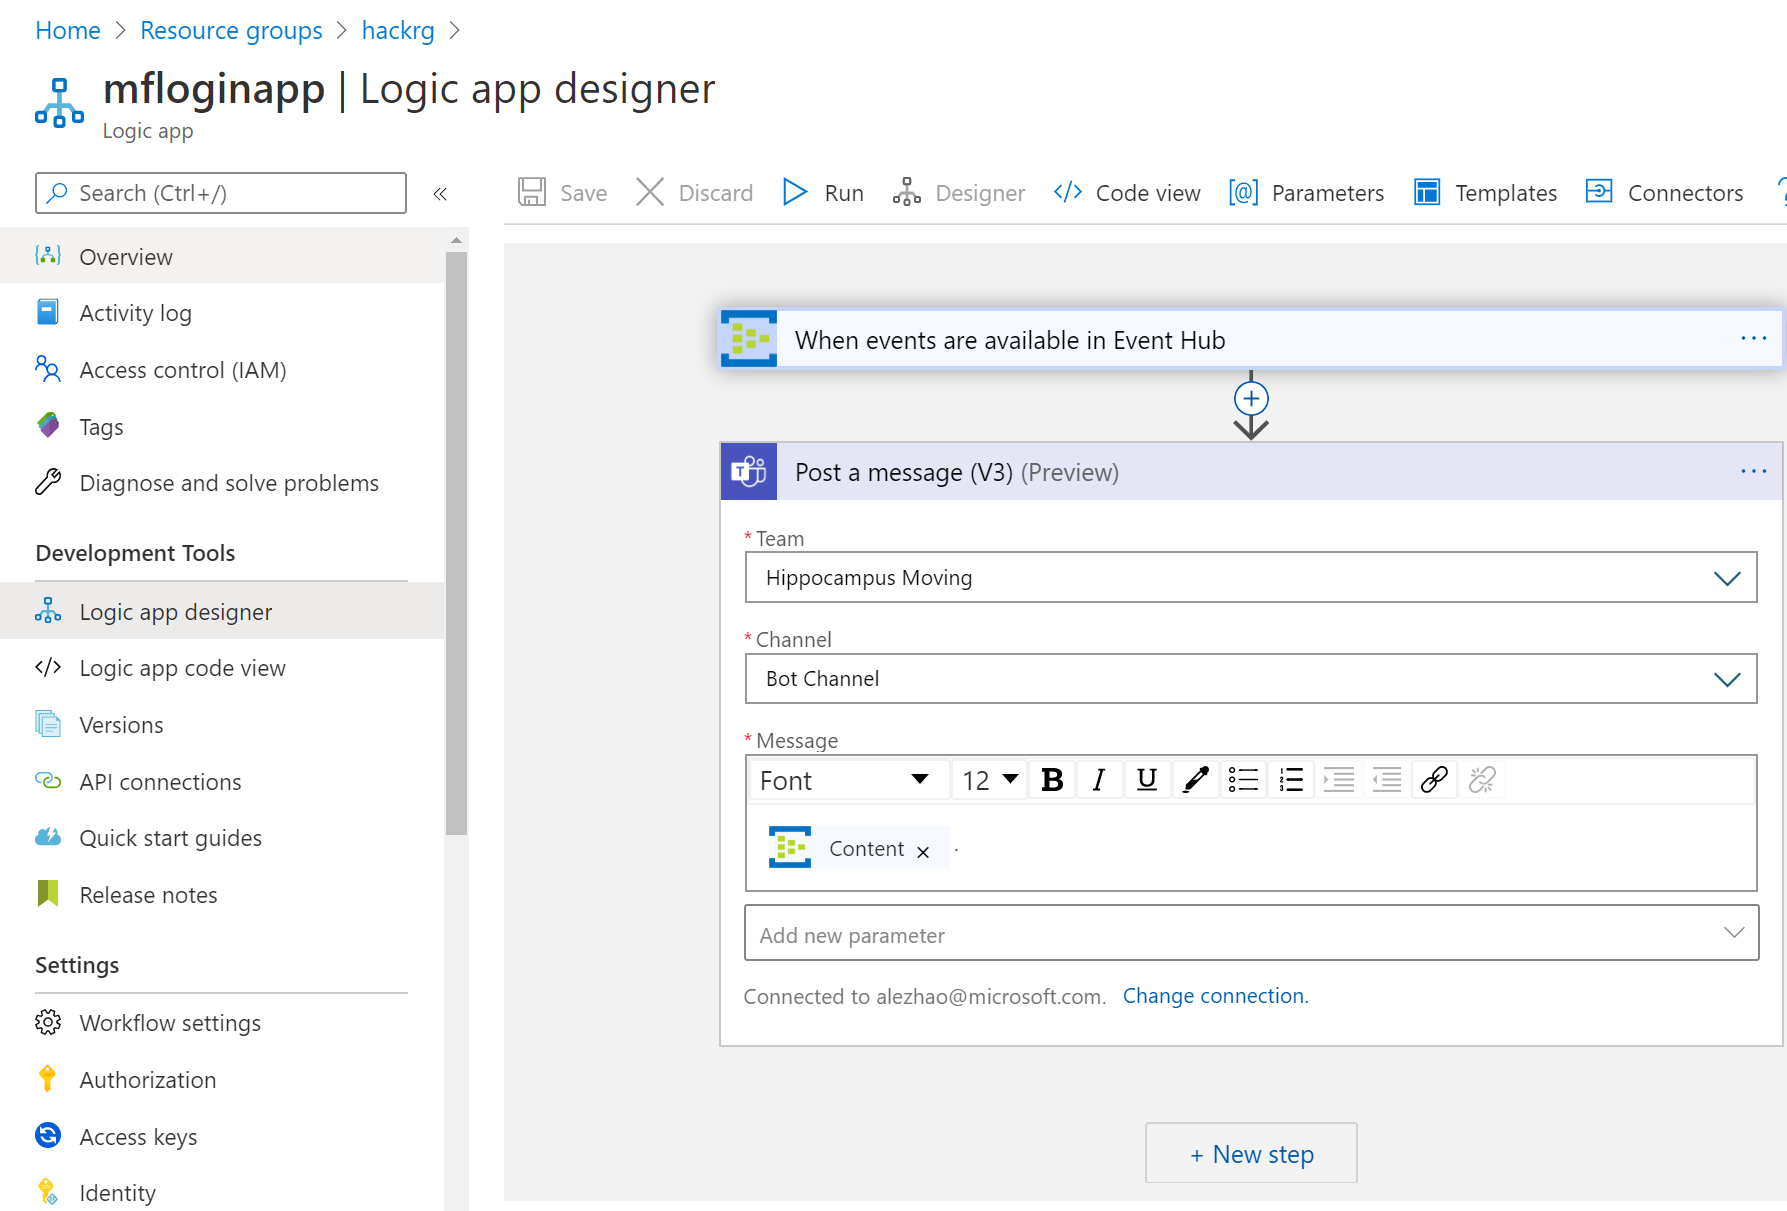 Home > Resource groups > hackrg >
mfloginapp | Logic app designer
Logic app
Search (Ctrl+/)
«
Save
Discard
Run
Designer
</> Code view
[@] Parameters
Templates
Connectors
Overview
Activity log
Access control (IAM)
Tags
Diagnose and solve problems
Development Tools
Logic app designer
</> Logic app code view
Versions
API connections
Quick start guides
Release notes
Settings
Workflow settings
Authorization
Access keys
Identity
When events are available in Event Hub
...
Post a message (V3) (Preview)
...
* Team
Hippocampus Moving
* Channel
Bot Channel
* Message
Font
12
B I U
Content ×
.
Add new parameter
Connected to alezhao@microsoft.com. Change connection.
+ New step